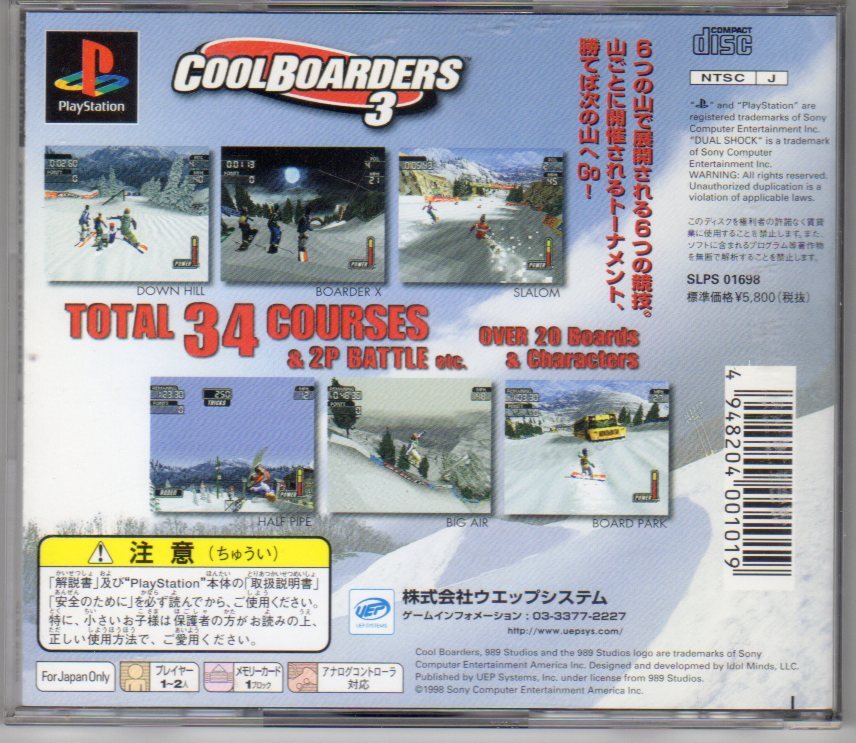 PlayStation
COOLBOARDERS™
3
COMPACT
disc
NTSC J
6つの山で展開される6つの競技。
山ごとに開催されるトーナメント、
勝てば次の山へ Go！
" " and "PlayStation" are
registered trademarks of Sony
Computer Entertainment Inc.
"DUAL SHOCK" is a trademark
of Sony Computer
Entertainment Inc.
WARNING: All rights reserved.
Unauthorized duplication is a
violation of applicable laws.
このディスクを権利者の許諾なく賃貸
業に使用することを禁止します。また、
ソフトに含まれるプログラム等著作物
を無断で解析することを禁止します。
SLPS 01698
標準価格¥5,800(税抜)
DOWN HILL
BOARDER X
SLALOM
TOTAL 34 COURSES
& 2P BATTLE etc.
OVER 20 Boards
& Characters
250
TRICKS
POWER
HALF PIPE
BIG AIR
BOARD PARK
4 948204 001019
注意(ちゅうい)
「解説書」及び"PlayStation"本体の「取扱説明書」
「安全のために」を必ず読んでから、ご使用ください。
特に、小さいお子様は保護者の方がお読みの上、
正しい使用方法で、ご愛用ください。
UEP
UEP SYSTEMS
株式会社ウエップシステム
ゲームインフォメーション：03-3377-2227
http://www.uepsys.com/
For Japan Only
プレイヤー
1~2人
メモリーカード
1ブロック
アナログコントローラ
対応
Cool Boarders, 989 Studios and the 989 Studios logo are trademarks of Sony
Computer Entertainment America Inc. Designed and developmed by Idol Minds, LLC.
Published by UEP Systems, Inc. under license from 989 Studios.
©1998 Sony Computer Entertainment America Inc.